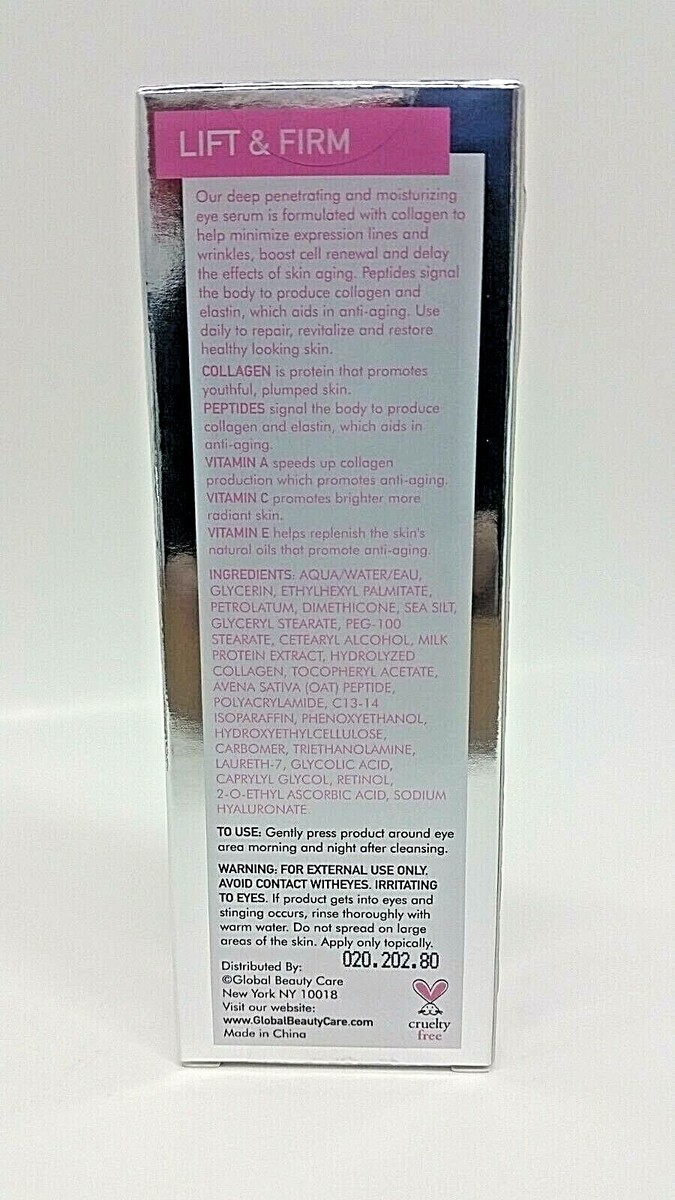 LIFT & FIRM
Our deep penetrating and moisturizing
eye serum is formulated with collagen to
help minimize expression lines and
wrinkles, boost cell renewal and delay
the effects of skin aging. Peptides signal
the body to produce collagen and
elastin, which aids in anti-aging. Use
daily to repair, revitalize and restore
healthy looking skin.
COLLAGEN is protein that promotes
youthful, plumped skin.
PEPTIDES signal the body to produce
collagen and elastin, which aids in
anti-aging.
VITAMIN A speeds up collagen
production which promotes anti-aging.
VITAMIN C promotes brighter more
radiant skin.
VITAMIN E helps replenish the skin's
natural oils that promote anti-aging.
INGREDIENTS: AQUA/WATER/EAU,
GLYCERIN, ETHYLHEXYL PALMITATE,
PETROLATUM, DIMETHICONE, SEA SILT,
GLYCERYL STEARATE, PEG-100
STEARATE, CETEARYL ALCOHOL, MILK
PROTEIN EXTRACT, HYDROLYZED
COLLAGEN, TOCOPHERYL ACETATE,
AVENA SATIVA (OAT) PEPTIDE,
POLYACRYLAMIDE, C13-14
ISOPARAFFIN, PHENOXYETHANOL,
HYDROXYETHYLCELLULOSE,
CARBOMER, TRIETHANOLAMINE,
LAURETH-7, GLYCOLIC ACID,
CAPRYLYL GLYCOL, RETINOL,
2-O-ETHYL ASCORBIC ACID, SODIUM
HYALURONATE.
TO USE: Gently press product around eye
area morning and night after cleansing.
WARNING: FOR EXTERNAL USE ONLY.
AVOID CONTACT WITHEYES. IRRITATING
TO EYES. If product gets into eyes and
stinging occurs, rinse thoroughly with
warm water. Do not spread on large
areas of the skin. Apply only topically.
020.202.80
Distributed By:
©Global Beauty Care
New York NY 10018
Visit our website:
www.GlobalBeautyCare.com
Made in China
cruelty
free